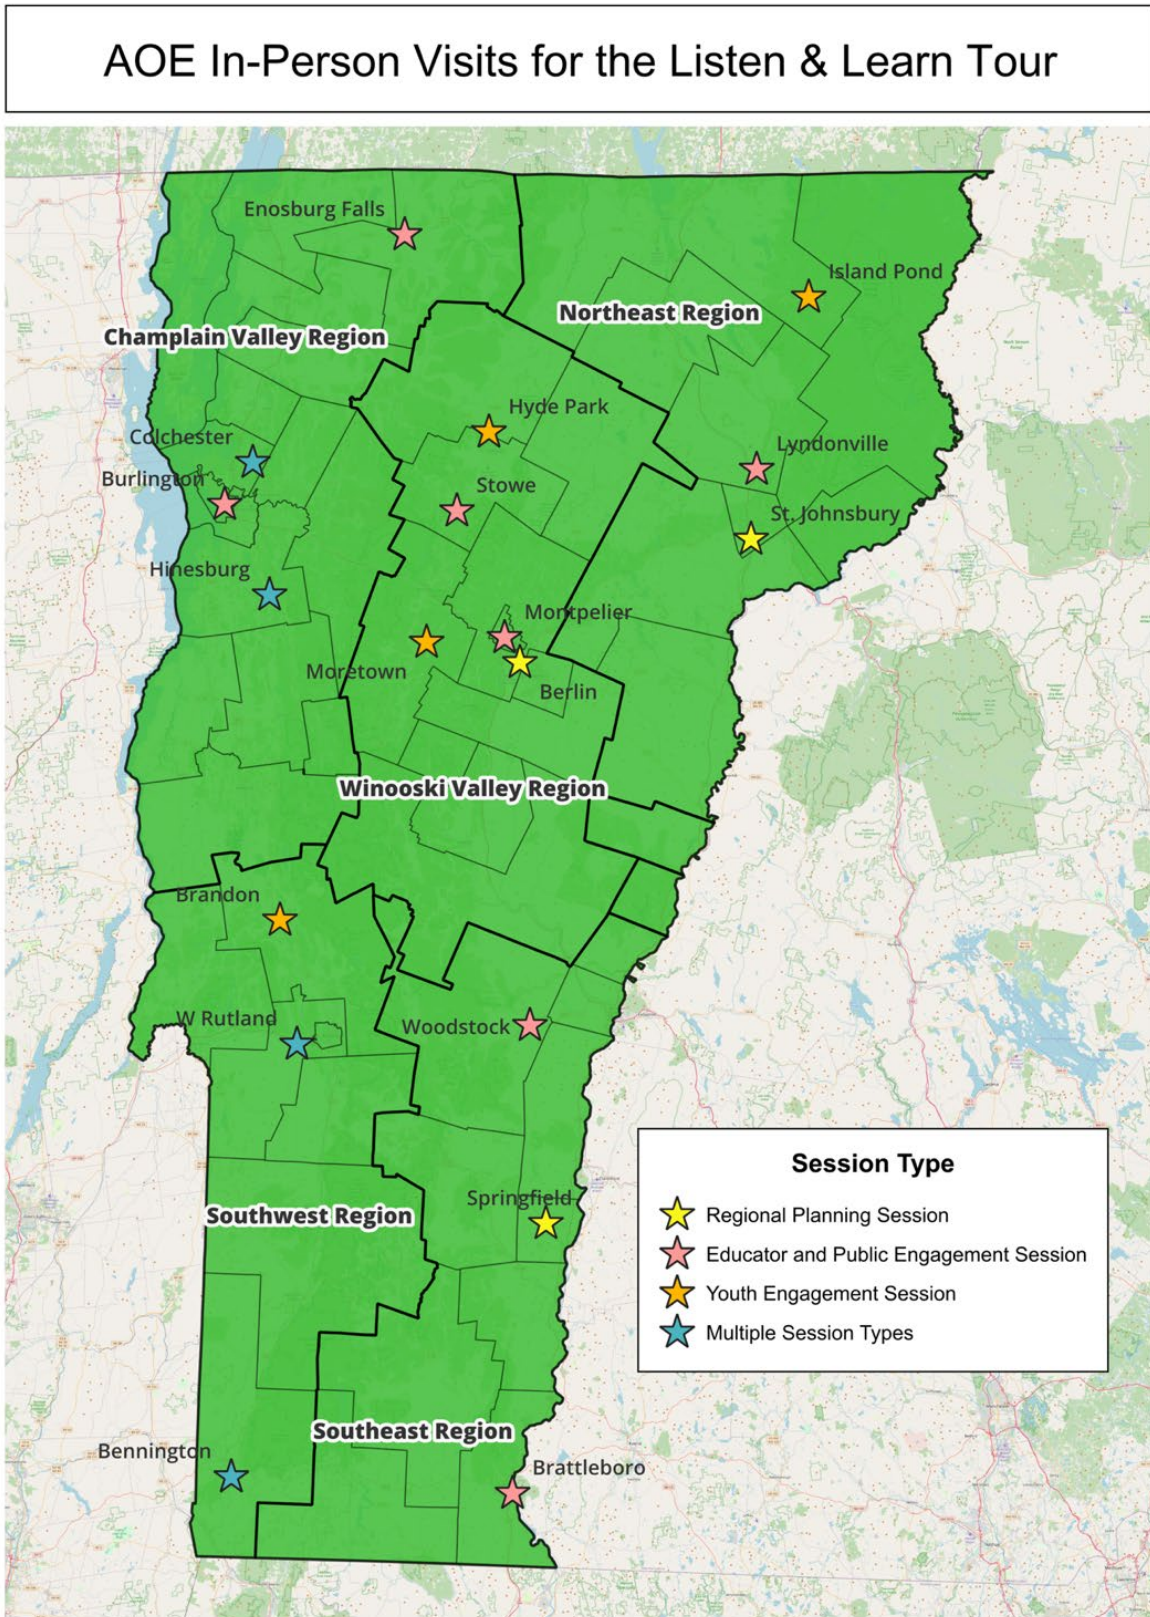 AOE In-Person Visits for the Listen & Learn Tour
Enosburg Falls
Island Pond
Northeast Region
Champlain Valley Region
Hyde Park
Colchester
Lyndonville
Burlington
Stowe
St. Johnsbury
Hinesburg
Montpelier
Moretown
Berlin
Winooski Valley Region
Brandon
W Rutland
Woodstock
Session Type
Springfield
Southwest Region
Regional Planning Session
Educator and Public Engagement Session
Youth Engagement Session
Multiple Session Types
Southeast Region
Bennington
Brattleboro